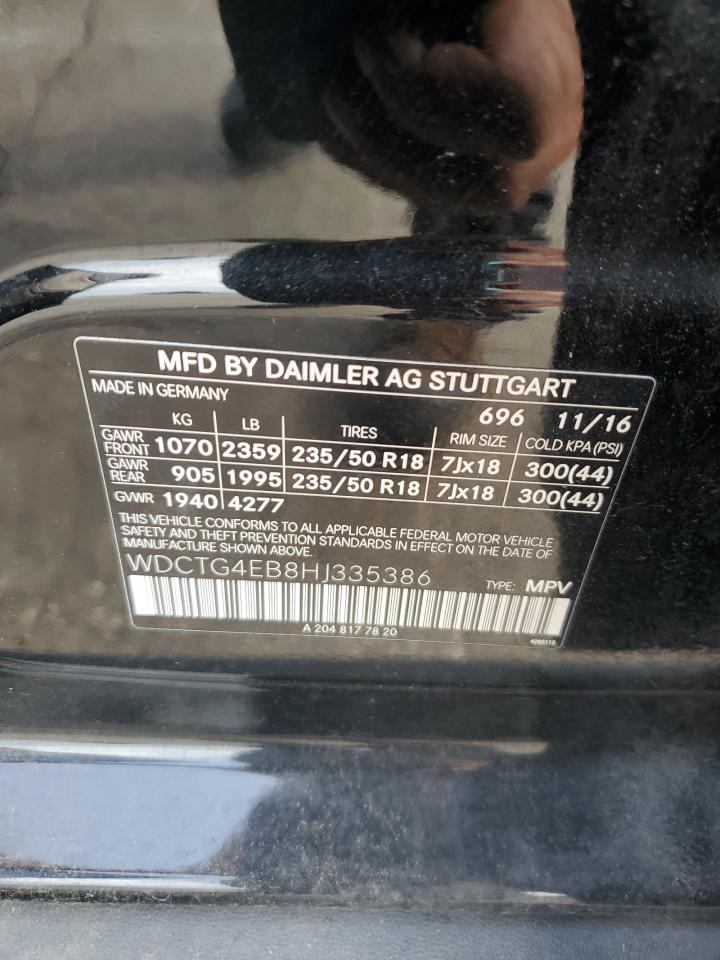 MFD BY DAIMLER AG STUTTGART
MADE IN GERMANY 696 11/16
KG LB TIRES RIM SIZE COLD KPA (PSI)
GAWR FRONT 1070 2359 235/50 R18 7Jx18 300(44)
GAWR REAR 905 1995 235/50 R18 7Jx18 300(44)
GVWR 1940 4277
THIS VEHICLE CONFORMS TO ALL APPLICABLE FEDERAL MOTOR VEHICLE
SAFETY AND THEFT PREVENTION STANDARDS IN EFFECT ON THE DATE OF
MANUFACTURE SHOWN ABOVE.
WDCTG4EB8HJ335386 TYPE: MPV
A 204 817 78 20